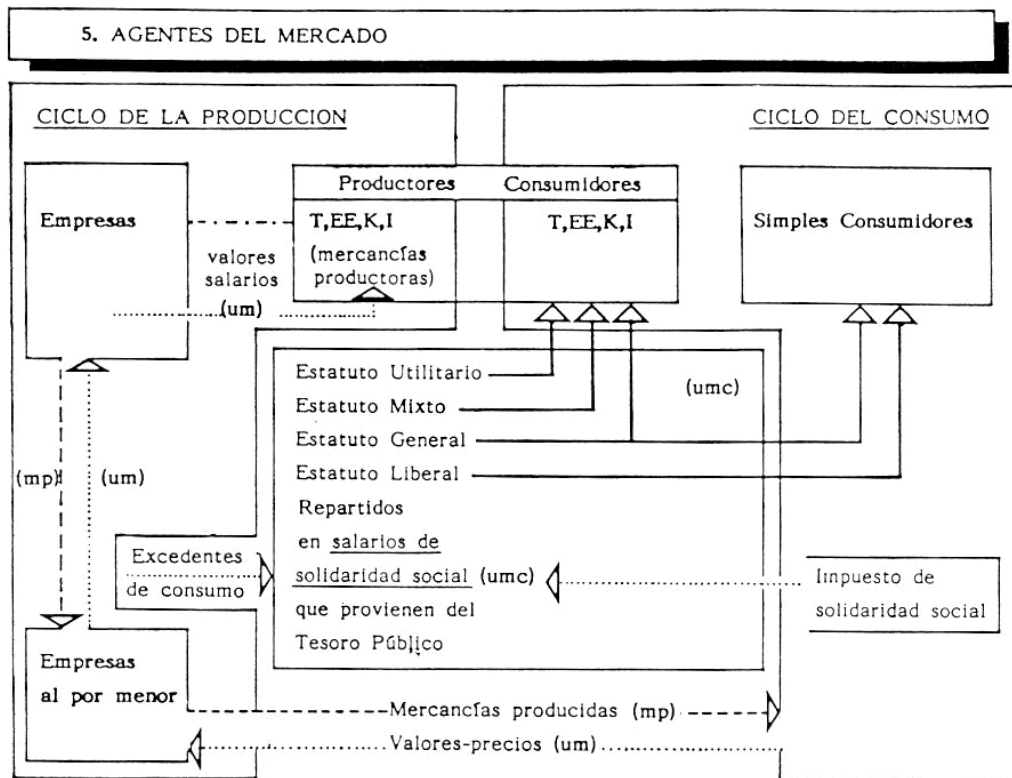 5. AGENTES DEL MERCADO
CICLO DE LA PRODUCCION
CICLO DEL CONSUMO
Productores Consumidores
Empresas
T,EE,K,I
(mercancías
productoras)
T,EE,K,I
Simples Consumidores
valores
salarios
(um)
Estatuto Utilitario
(umc)
Estatuto Mixto
Estatuto General
Estatuto Liberal
(mp)
(um)
Repartidos
en salarios de
solidaridad social (umc)
que provienen del
Tesoro Público
Excedentes
de consumo
Impuesto de
solidaridad social
Empresas
al por menor
Mercancías producidas (mp)
Valores-precios (um)